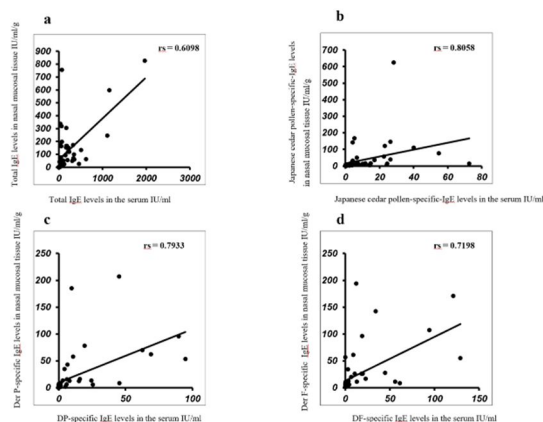 a
rs = 0.6098
Total IgE levels in nasal mucosal tissue IU/ml/g
900
800
700
600
500
400
300
200
100
0
0 1000 2000 3000
Total IgE levels in the serum IU/ml
b
rs = 0.8058
Japanese cedar pollen-specific-IgE levels
in nasal mucosal tissue IU/ml/g
700
600
500
400
300
200
100
0
0 20 40 60 80
Japanese cedar pollen-specific-IgE levels in the serum IU/ml
c
rs = 0.7933
Der P-specific IgE levels in nasal mucosal tissue IU/ml/g
250
200
150
100
50
0
0 50 100
DP-specific IgE levels in the serum IU/ml
d
rs = 0.7198
Der F-specific IgE levels in nasal mucosal tissue IU/ml/g
250
200
150
100
50
0
0 50 100 150
DF-specific IgE levels in the serum IU/ml